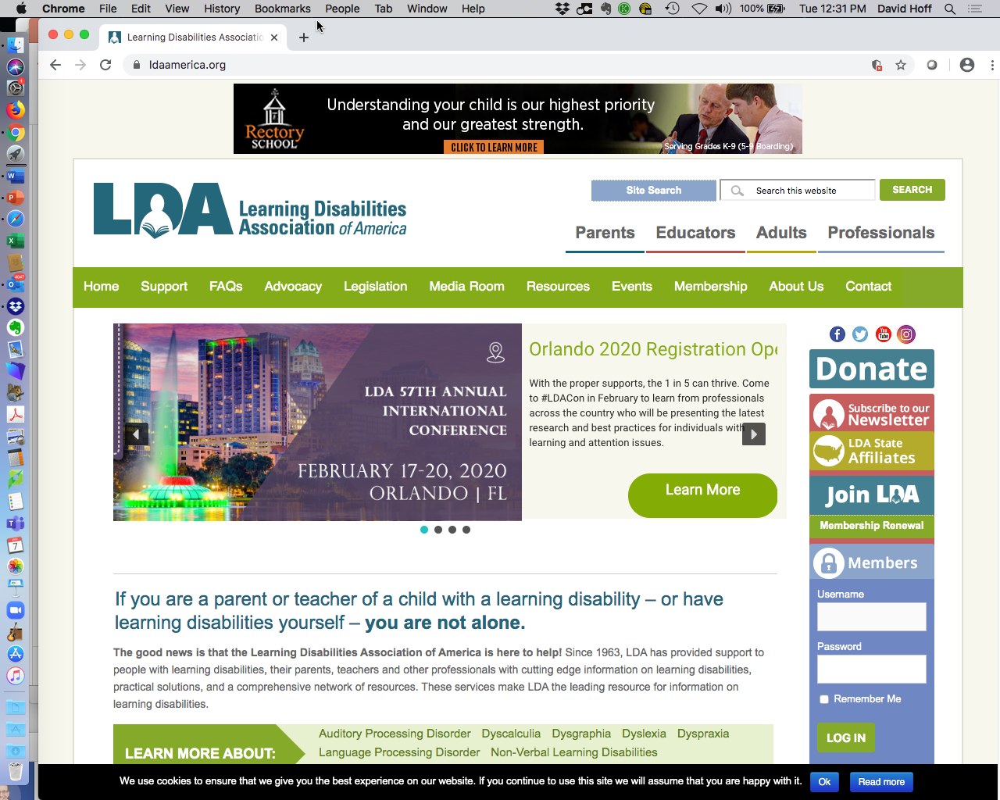 Chrome File Edit View History Bookmarks People Tab Window Help 100% Tue 12:31 PM David Hoff
Learning Disabilities Associatio
ldaamerica.org
Rectory
SCHOOL
Understanding your child is our highest priority
and our greatest strength.
CLICK TO LEARN MORE
Serving Grades K-9 (5-9 Boarding)
LDA Learning Disabilities
Association of America
Site Search Search this website SEARCH
Parents Educators Adults Professionals
Home Support FAQs Advocacy Legislation Media Room Resources Events Membership About Us Contact
LDA 57TH ANNUAL
INTERNATIONAL
CONFERENCE
FEBRUARY 17-20, 2020
ORLANDO | FL
Orlando 2020 Registration Ope
With the proper supports, the 1 in 5 can thrive. Come
to #LDACon in February to learn from professionals
across the country who will be presenting the latest
research and best practices for individuals with
learning and attention issues.
Learn More
You
Tube
Donate
Subscribe to our
Newsletter
LDA State
Affiliates
Join LDA
Membership Renewal
Members
Username
Password
Remember Me
LOG IN
If you are a parent or teacher of a child with a learning disability – or have
learning disabilities yourself – you are not alone.
The good news is that the Learning Disabilities Association of America is here to help! Since 1963, LDA has provided support to
people with learning disabilities, their parents, teachers and other professionals with cutting edge information on learning disabilities,
practical solutions, and a comprehensive network of resources. These services make LDA the leading resource for information on
learning disabilities.
LEARN MORE ABOUT:
Auditory Processing Disorder Dyscalculia Dysgraphia Dyslexia Dyspraxia
Language Processing Disorder Non-Verbal Learning Disabilities
We use cookies to ensure that we give you the best experience on our website. If you continue to use this site we will assume that you are happy with it. Ok Read more